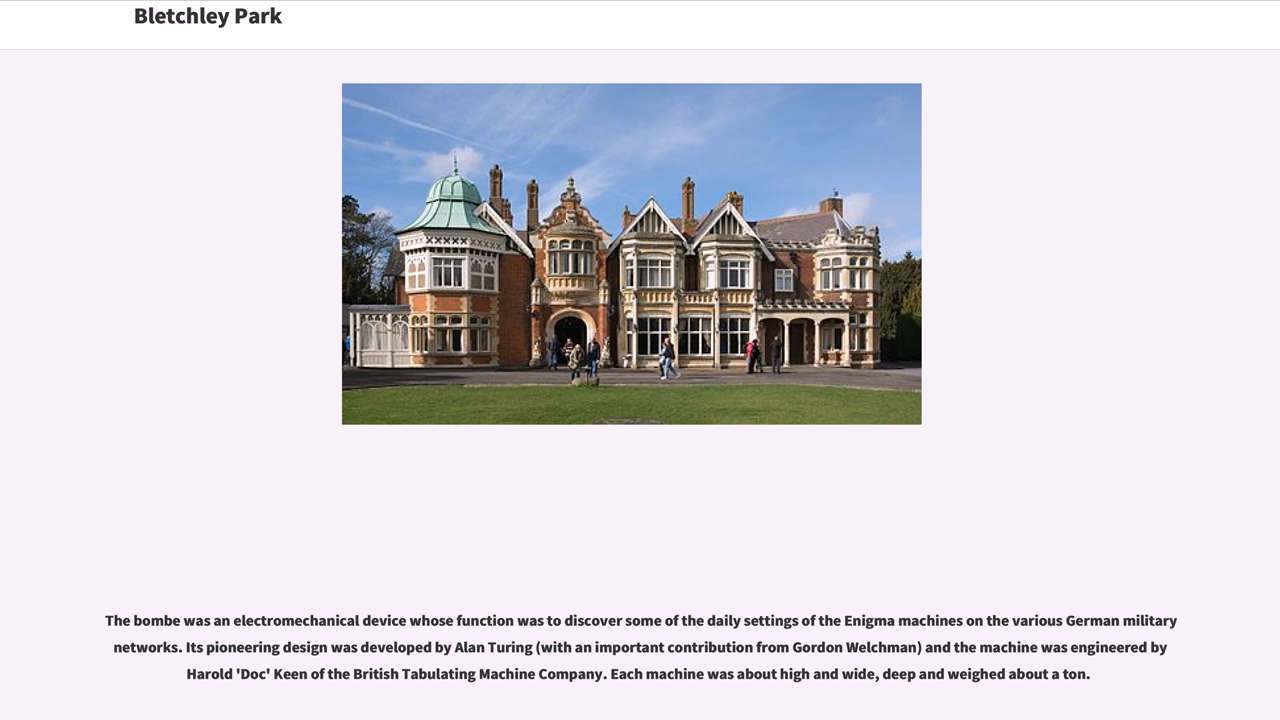 Bletchley Park
The bombe was an electromechanical device whose function was to discover some of the daily settings of the Enigma machines on the various German military
networks. Its pioneering design was developed by Alan Turing (with an important contribution from Gordon Welchman) and the machine was engineered by
Harold 'Doc' Keen of the British Tabulating Machine Company. Each machine was about high and wide, deep and weighed about a ton.